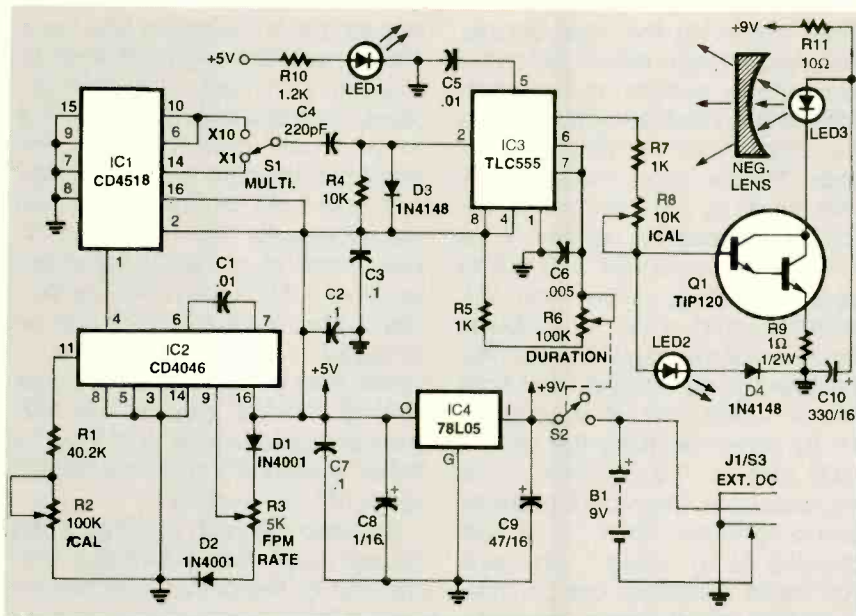 +5V
R10
1.2K
LED1
C5
.01
+9V
R11
10Ω
15
9
7
8
10
6
14
16
2
IC1
CD4518
1
X10
X1
S1
MULTI.
C4
220pF
R4
10K
D3
1N4148
2
5
IC3
TLC555
6
7
8
4
1
R7
1K
R8
10K
ICAL
NEG.
LENS
LED3
Q1
TIP120
R9
1Ω
1/2W
C3
.1
C2
.1
C6
.005
R5
1K
R6
100K
DURATION
LED2
D4
1N4148
C10
330/16
C1
.01
4
6
7
11
IC2
CD4046
8
5
3
14
9
16
R1
40.2K
R2
100K
fCAL
D1
IN4001
D2
1N4001
R3
5K
FPM
RATE
+5V
C7
.1
O
IC4
78L05
I
G
+9V
S2
C8
1/16
C9
47/16
B1
9V
J1/S3
EXT. DC